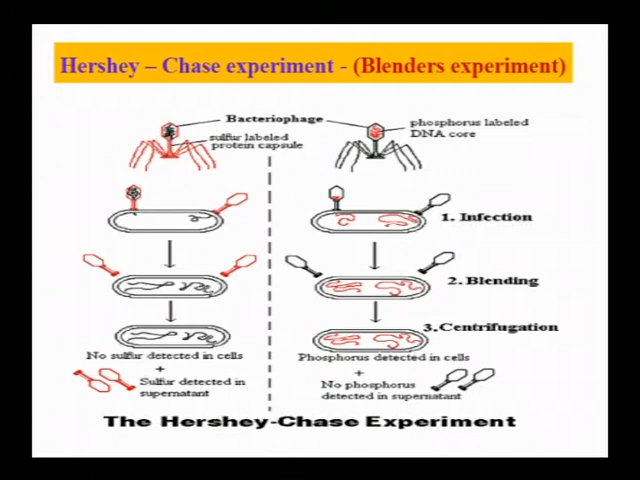 Hershey – Chase experiment - (Blenders experiment)
Bacteriophage
sulfur labeled
protein capsule
phosphorus labeled
DNA core
1. Infection
2. Blending
3. Centrifugation
No sulfur detected in cells
+
Sulfur detected in
supernatant
Phosphorus detected in cells
+
No phosphorus
detected in supernatant
The Hershey-Chase Experiment